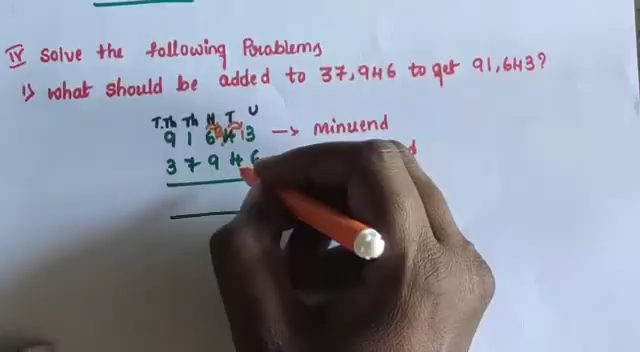 IV Solve the following Problems
1) What should be added to 37,946 to get 91,643?
T.Th Th H T U
9 1 6 4 3 → Minuend
3 7 9 4 6